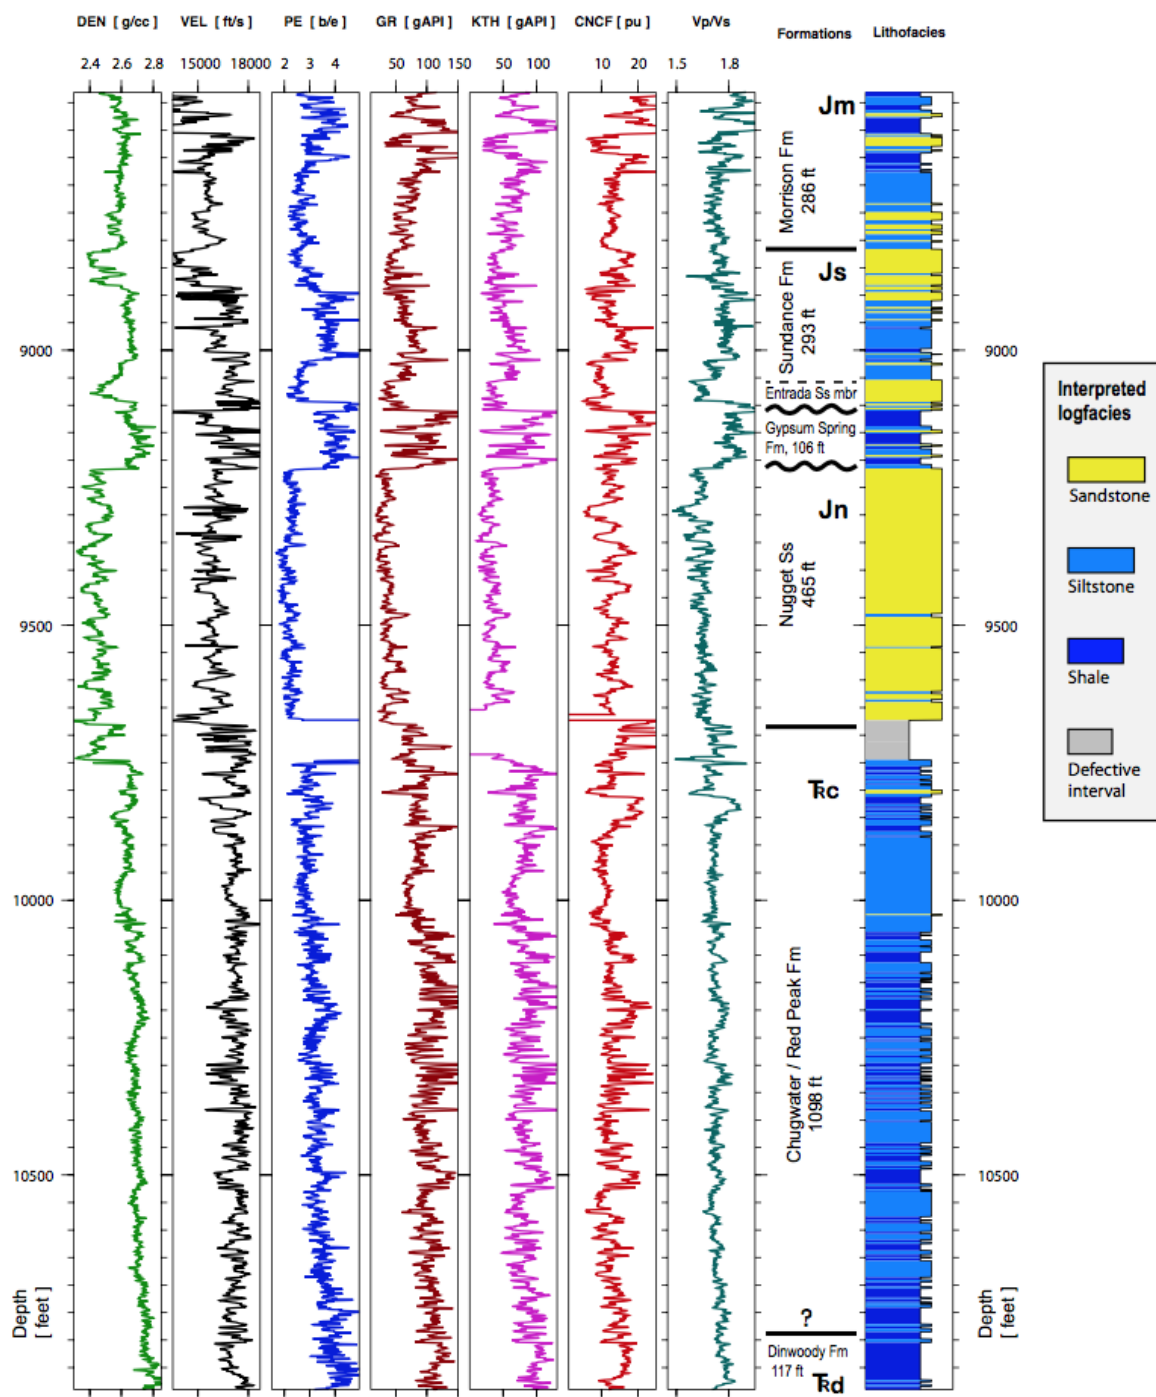 DEN [ g/cc] VEL [ ft/s ] PE [ b/e ] GR [ gAPI] KTH [ gAPI] CNCF [ pu ] Vp/Vs Formations Lithofacies
2.4 2.6 2.8 15000 18000 2 3 4 50 100 150 50 100 10 20 1.5 1.8
Jm
Morrison Fm
286 ft
Js
Sundance Fm
293 ft
9000 9000
Entrada Ss mbr
Gypsum Spring
Fm, 106 ft
Jn
Nugget Ss
465 ft
9500 9500
TRc
10000 10000
Chugwater / Red Peak Fm
1098 ft
10500 10500
?
Dinwoody Fm
117 ft
TRd
Depth
[ feet ]
Depth
[ feet ]
Interpreted
logfacies
Sandstone
Siltstone
Shale
Defective
interval